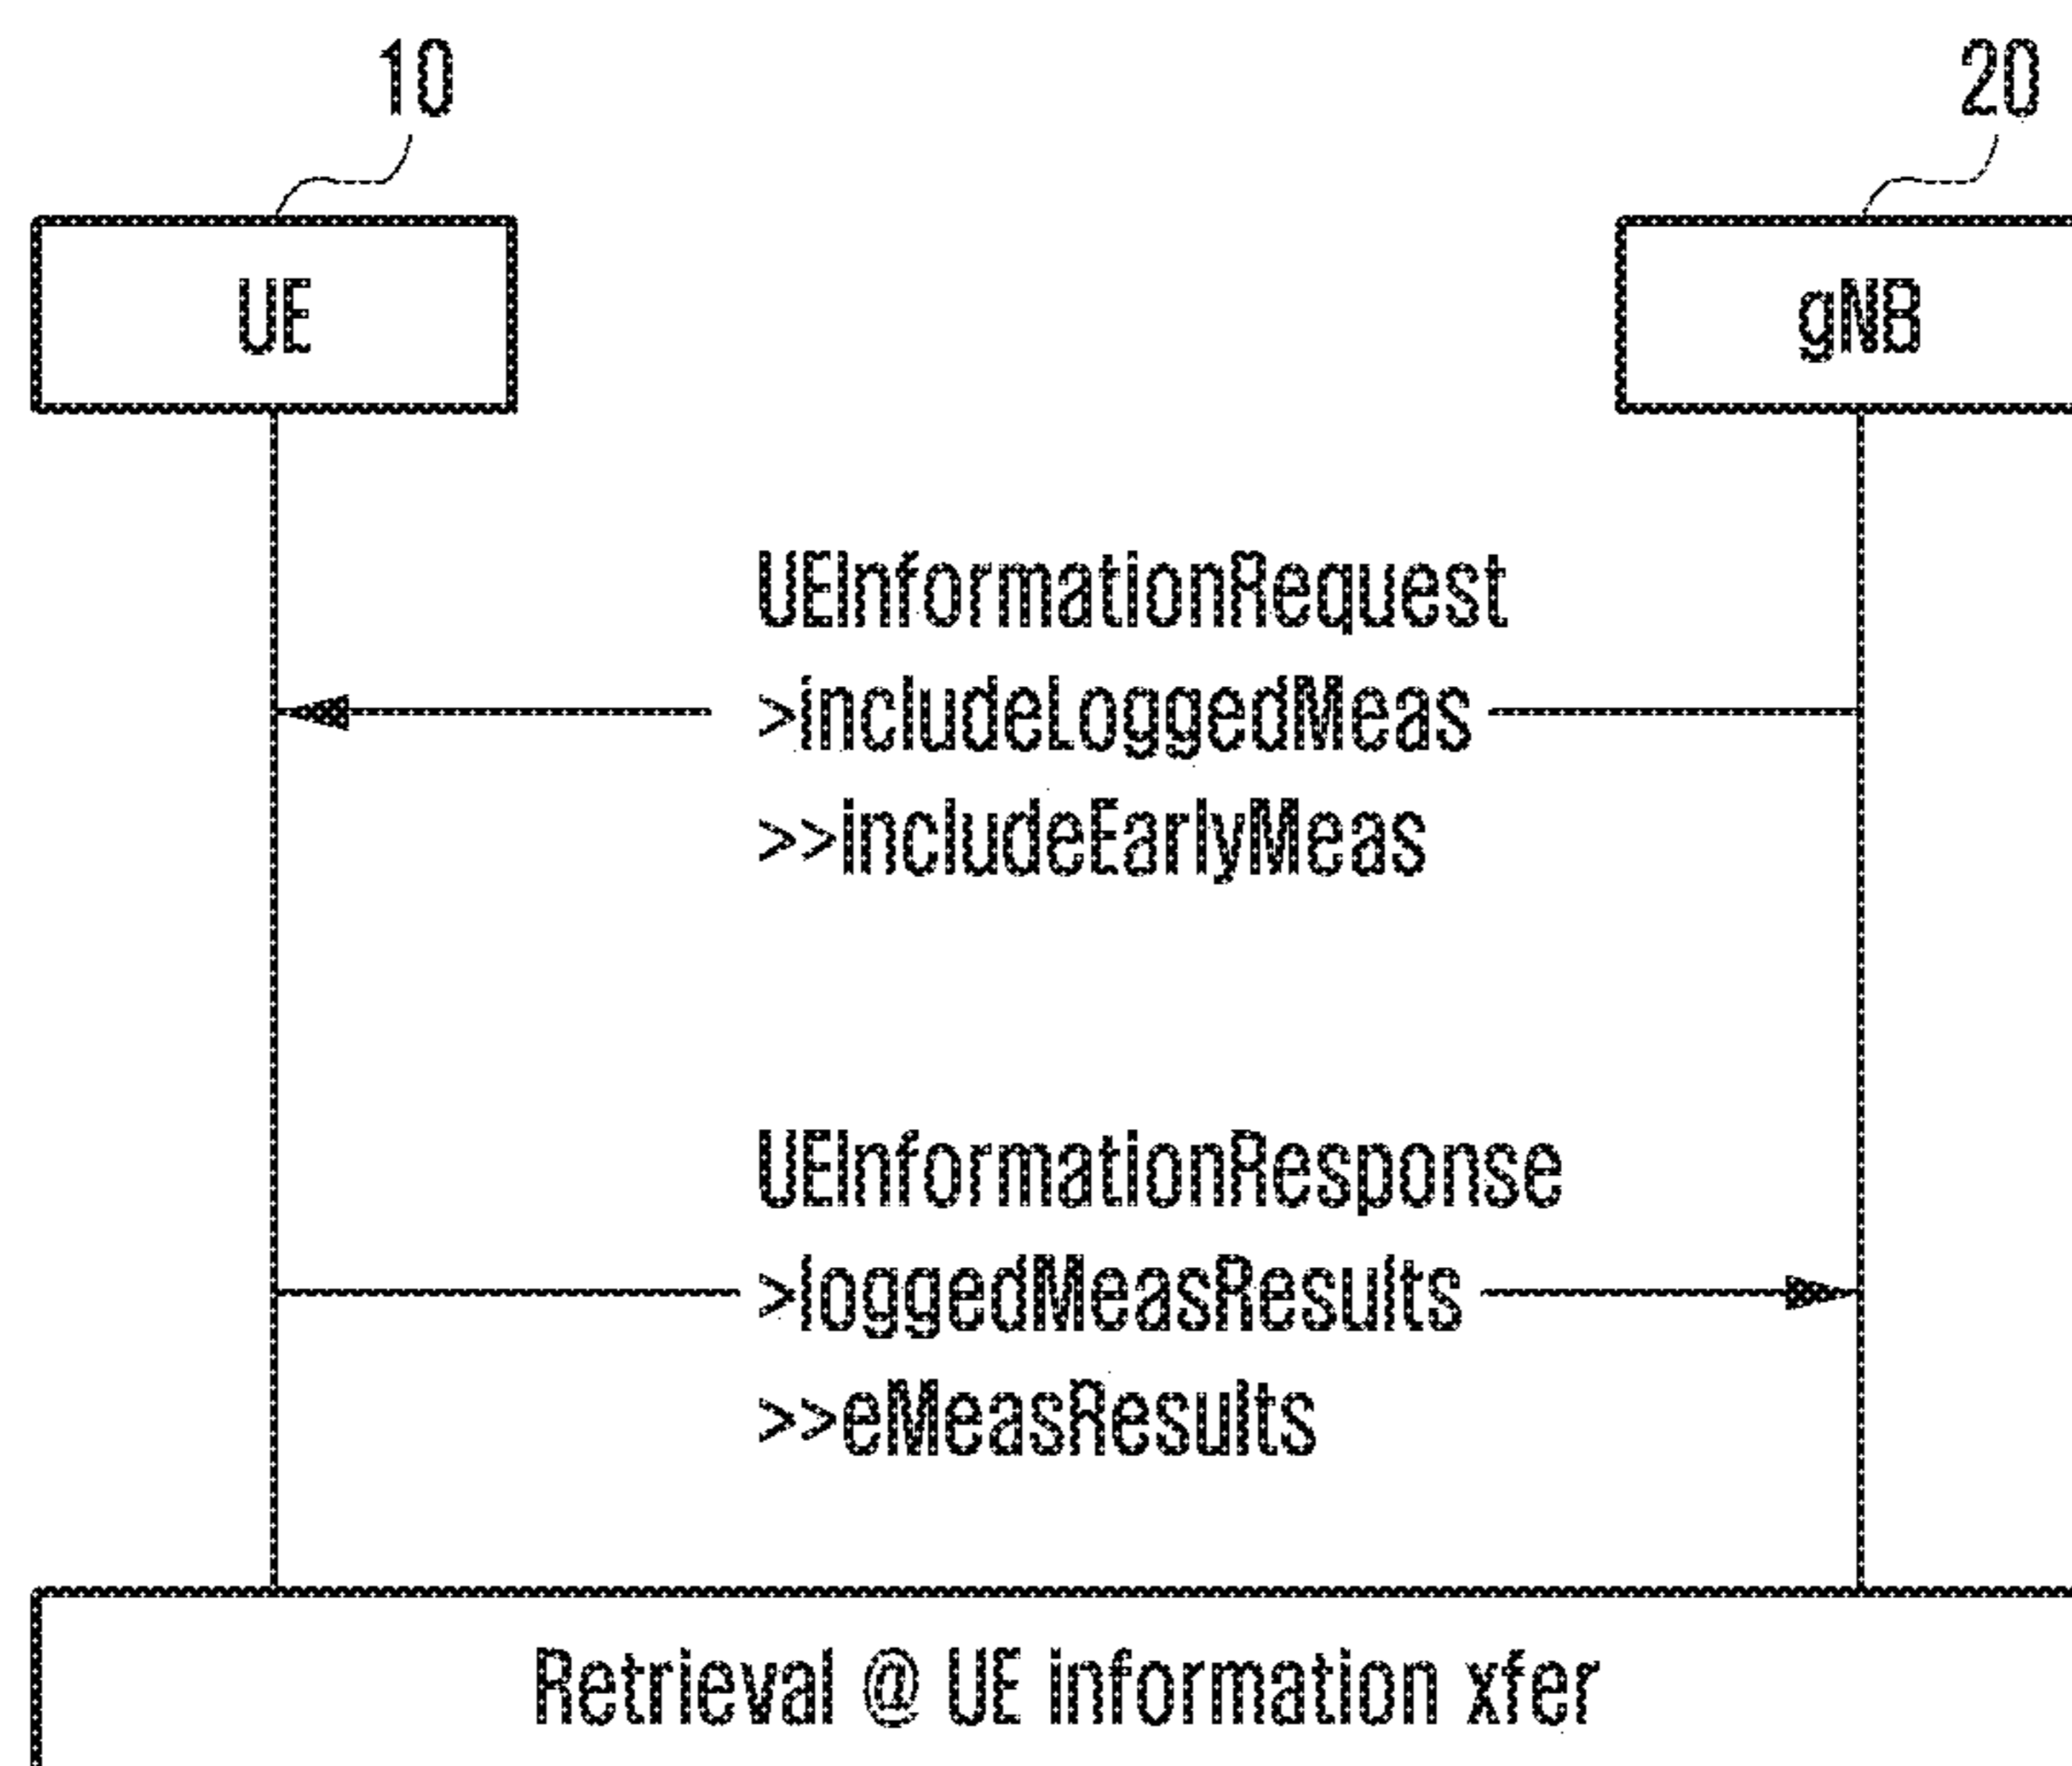 10
20
UE
gNB
UEInformationRequest
>includeLoggedMeas
>>includeEarlyMeas
UEInformationResponse
>loggedMeasResults
>>eMeasResults
Retrieval @ UE information xfer